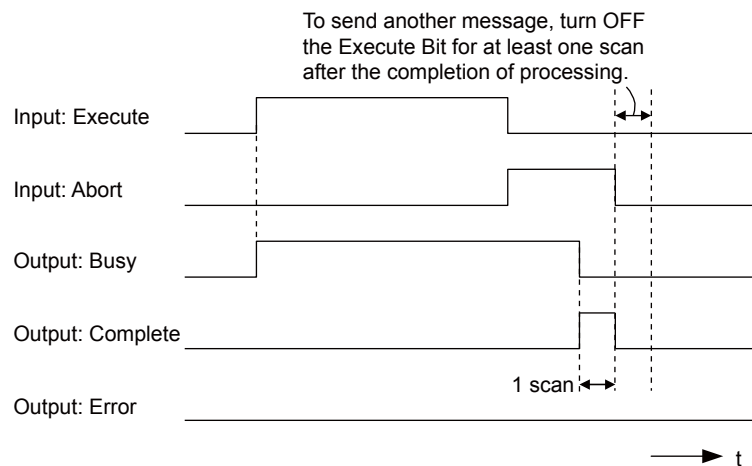 To send another message, turn OFF
the Execute Bit for at least one scan
after the completion of processing.
Input: Execute
Input: Abort
Output: Busy
Output: Complete
1 scan
Output: Error
t